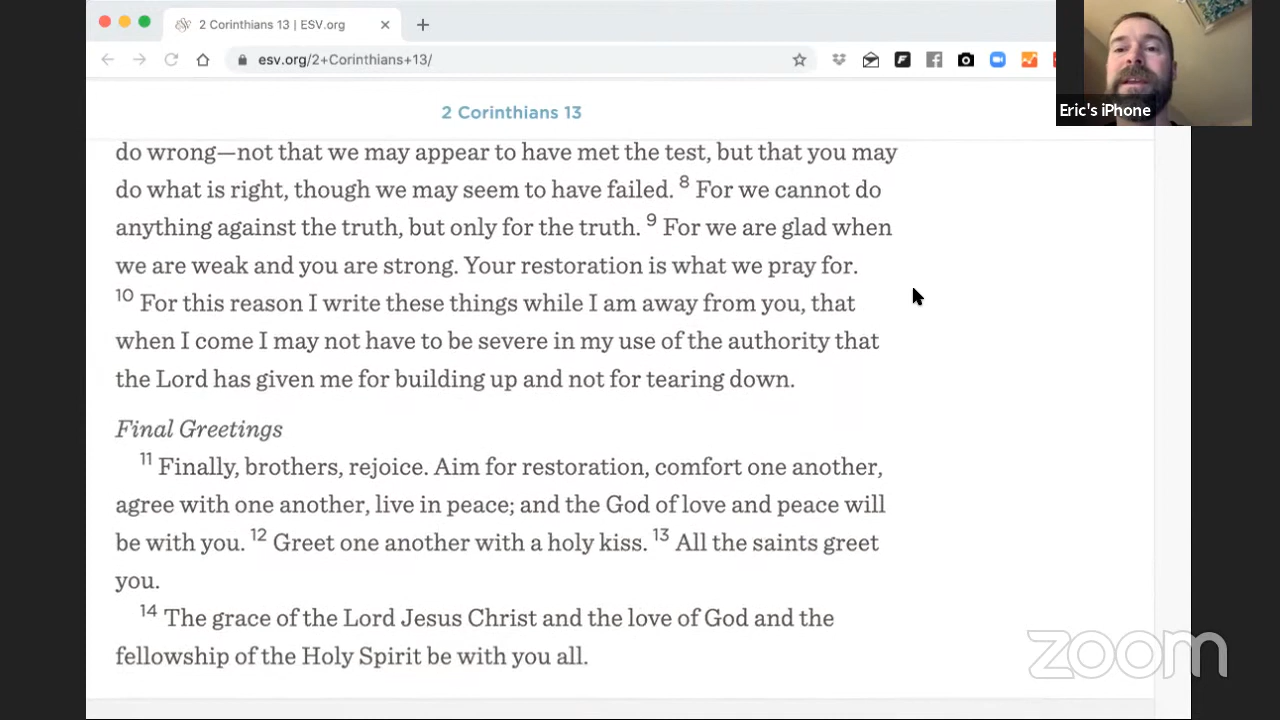 2 Corinthians 13 | ESV.org
esv.org/2+Corinthians+13/
Eric's iPhone
2 Corinthians 13
do wrong—not that we may appear to have met the test, but that you may
do what is right, though we may seem to have failed. 8 For we cannot do
anything against the truth, but only for the truth. 9 For we are glad when
we are weak and you are strong. Your restoration is what we pray for.
10 For this reason I write these things while I am away from you, that
when I come I may not have to be severe in my use of the authority that
the Lord has given me for building up and not for tearing down.
Final Greetings
11 Finally, brothers, rejoice. Aim for restoration, comfort one another,
agree with one another, live in peace; and the God of love and peace will
be with you. 12 Greet one another with a holy kiss. 13 All the saints greet
you.
14 The grace of the Lord Jesus Christ and the love of God and the
fellowship of the Holy Spirit be with you all.
zoom